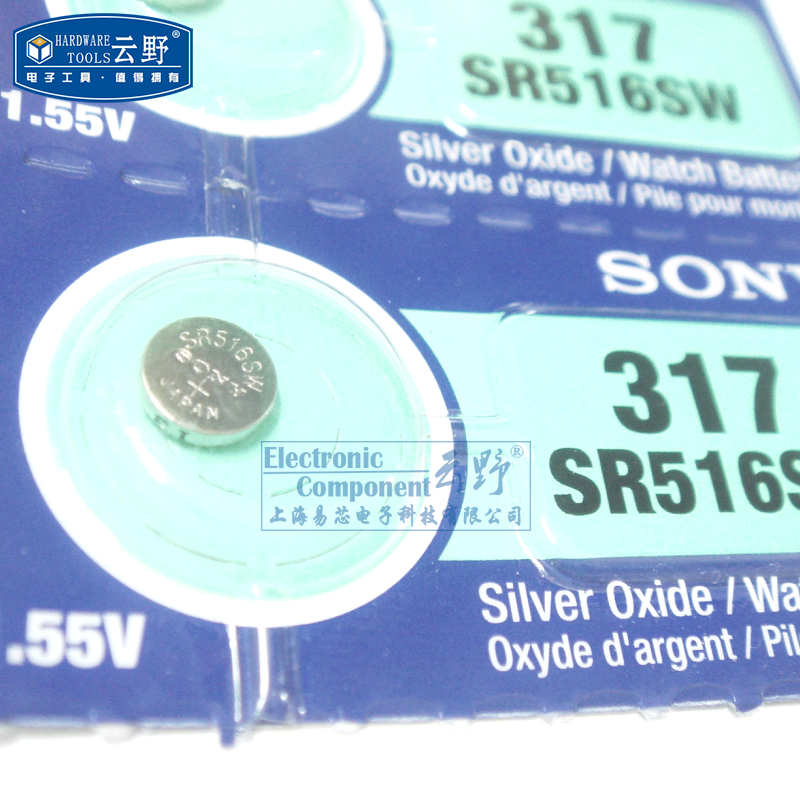 HARDWARE
TOOLS 云野®
电子工具·值得拥有
317
SR516SW
1.55V
Silver Oxide / Watch Batte
Oxyde d'argent / Pile pour mon
SONY
SR516SW
SONY
+
JAPAN
317
SR516S
Electronic
Component 云野®
上海易芯电子科技有限公司
Silver Oxide / Wa
.55V
Oxyde d'argent / Pil